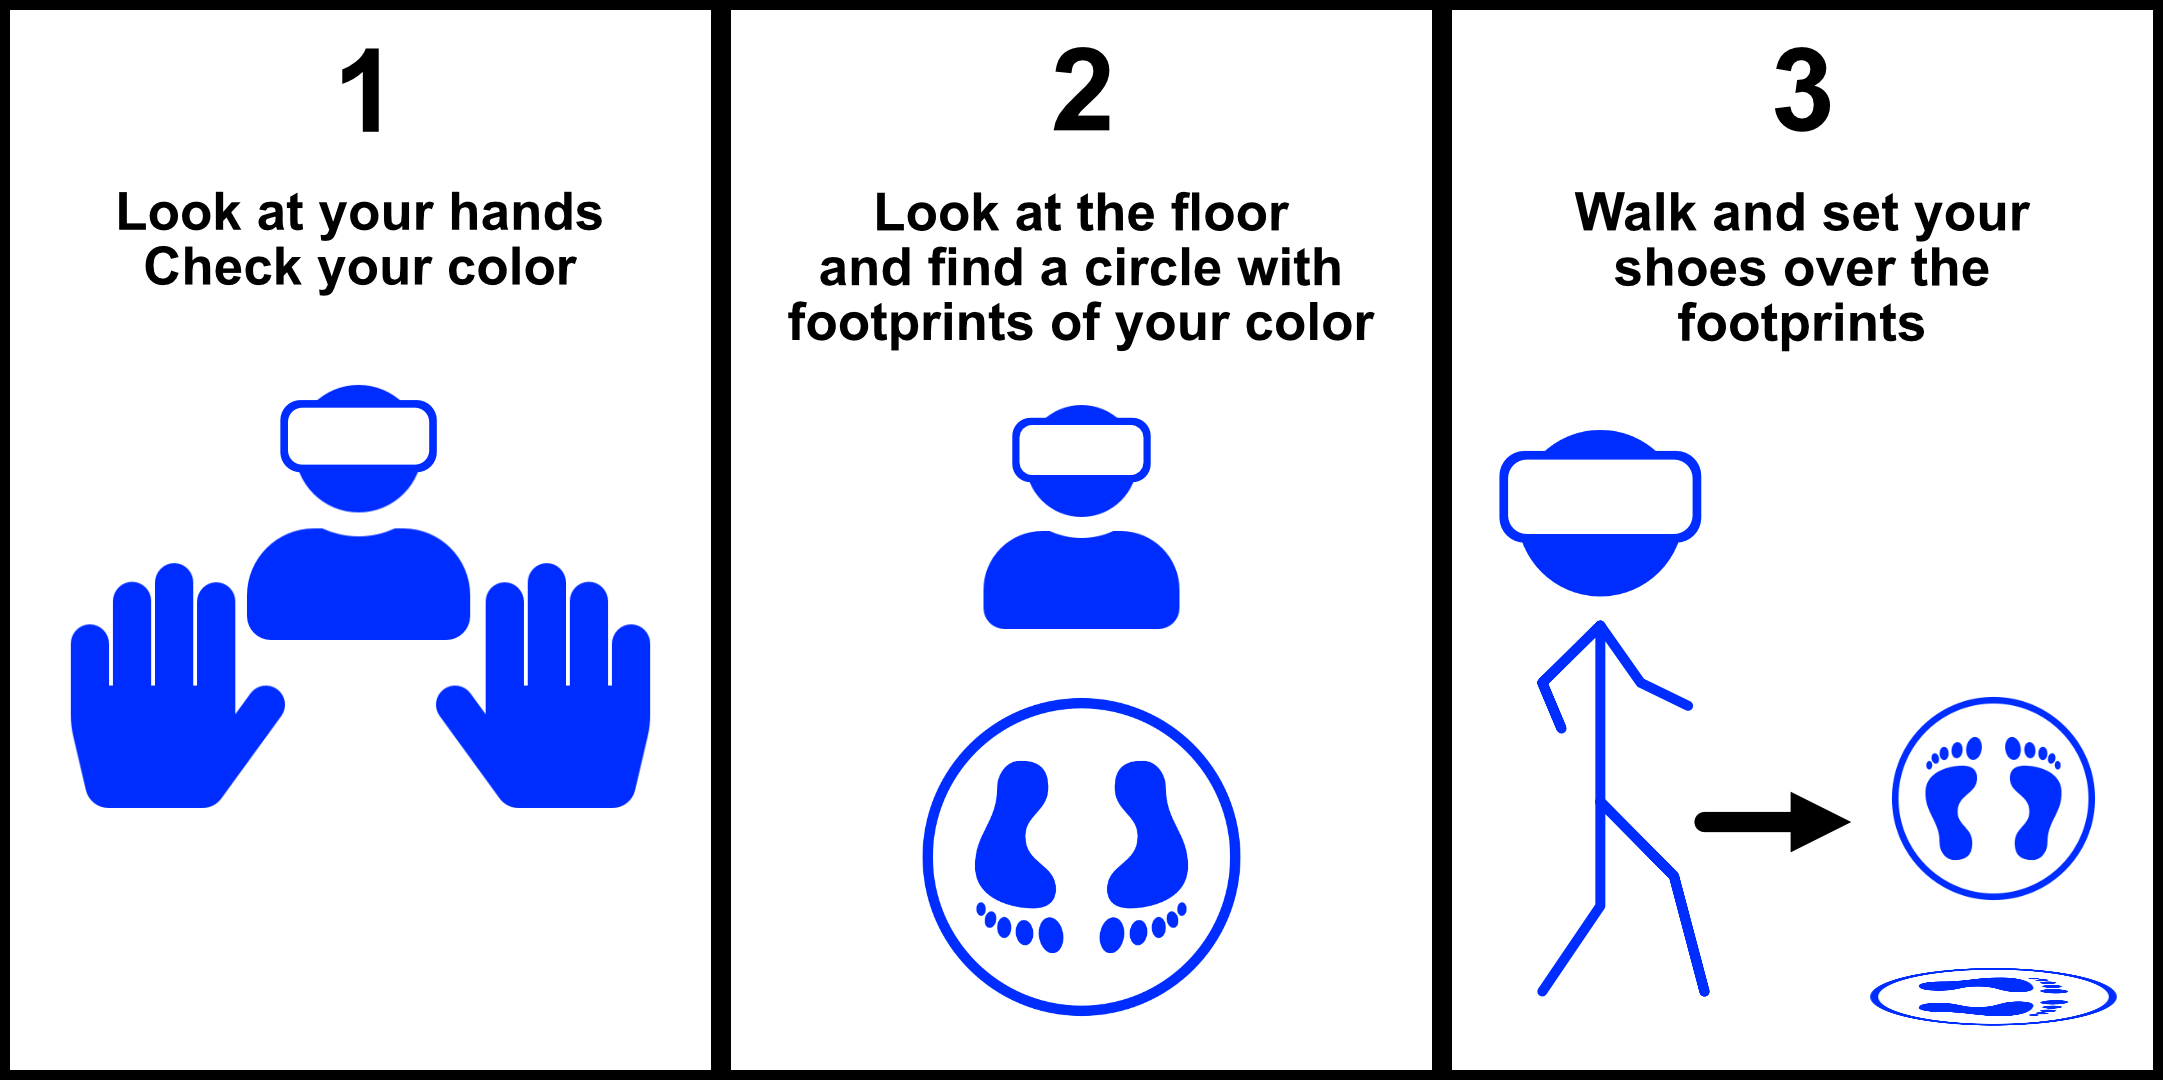 1
Look at your hands
Check your color
2
Look at the floor
and find a circle with
footprints of your color
3
Walk and set your
shoes over the
footprints